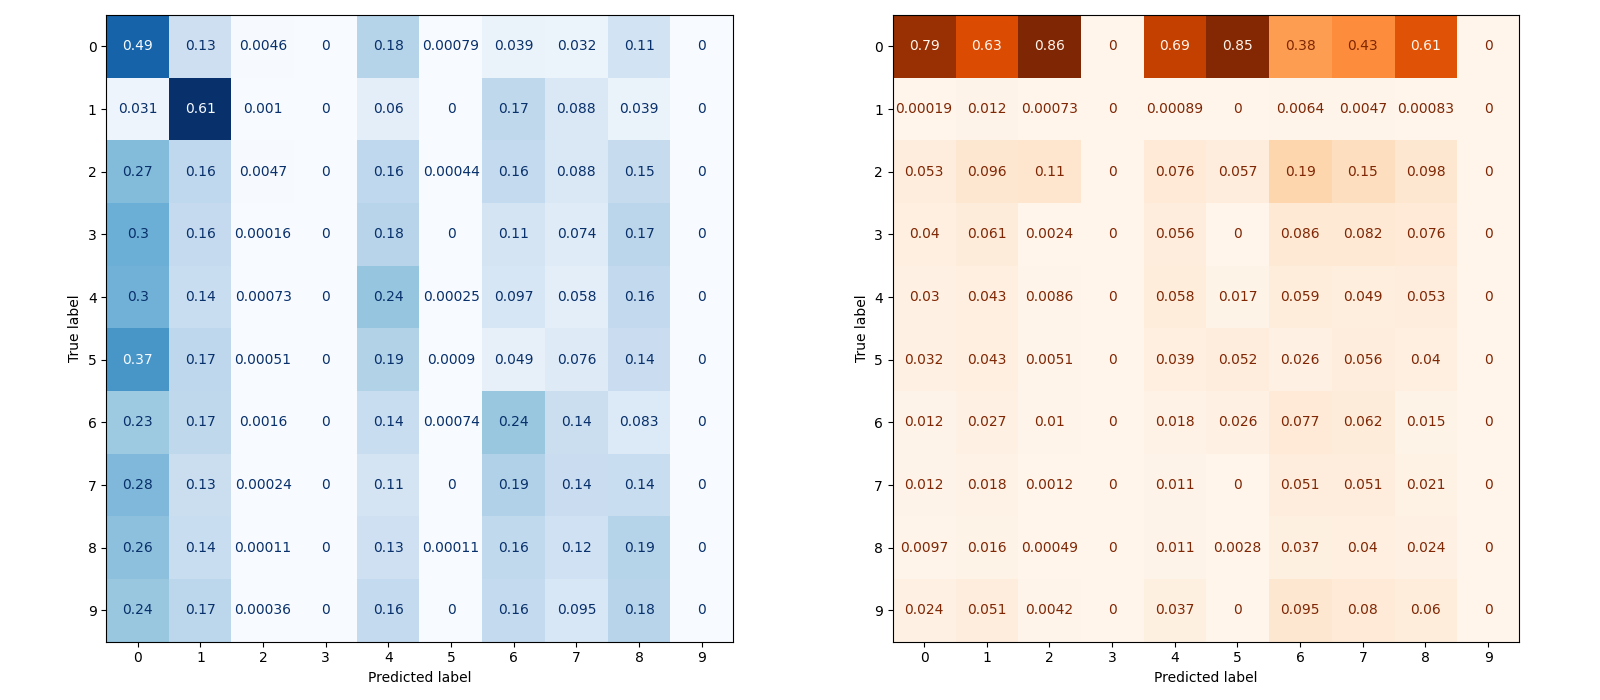 0 0.49 0.13 0.0046 0 0.18 0.00079 0.039 0.032 0.11 0
1 0.031 0.61 0.001 0 0.06 0 0.17 0.088 0.039 0
2 0.27 0.16 0.0047 0 0.16 0.00044 0.16 0.088 0.15 0
3 0.3 0.16 0.00016 0 0.18 0 0.11 0.074 0.17 0
4 0.3 0.14 0.00073 0 0.24 0.00025 0.097 0.058 0.16 0
5 0.37 0.17 0.00051 0 0.19 0.0009 0.049 0.076 0.14 0
6 0.23 0.17 0.0016 0 0.14 0.00074 0.24 0.14 0.083 0
7 0.28 0.13 0.00024 0 0.11 0 0.19 0.14 0.14 0
8 0.26 0.14 0.00011 0 0.13 0.00011 0.16 0.12 0.19 0
9 0.24 0.17 0.00036 0 0.16 0 0.16 0.095 0.18 0
0 1 2 3 4 5 6 7 8 9
True label
Predicted label
0 0.79 0.63 0.86 0 0.69 0.85 0.38 0.43 0.61 0
1 0.00019 0.012 0.00073 0 0.00089 0 0.0064 0.0047 0.00083 0
2 0.053 0.096 0.11 0 0.076 0.057 0.19 0.15 0.098 0
3 0.04 0.061 0.0024 0 0.056 0 0.086 0.082 0.076 0
4 0.03 0.043 0.0086 0 0.058 0.017 0.059 0.049 0.053 0
5 0.032 0.043 0.0051 0 0.039 0.052 0.026 0.056 0.04 0
6 0.012 0.027 0.01 0 0.018 0.026 0.077 0.062 0.015 0
7 0.012 0.018 0.0012 0 0.011 0 0.051 0.051 0.021 0
8 0.0097 0.016 0.00049 0 0.011 0.0028 0.037 0.04 0.024 0
9 0.024 0.051 0.0042 0 0.037 0 0.095 0.08 0.06 0
0 1 2 3 4 5 6 7 8 9
True label
Predicted label